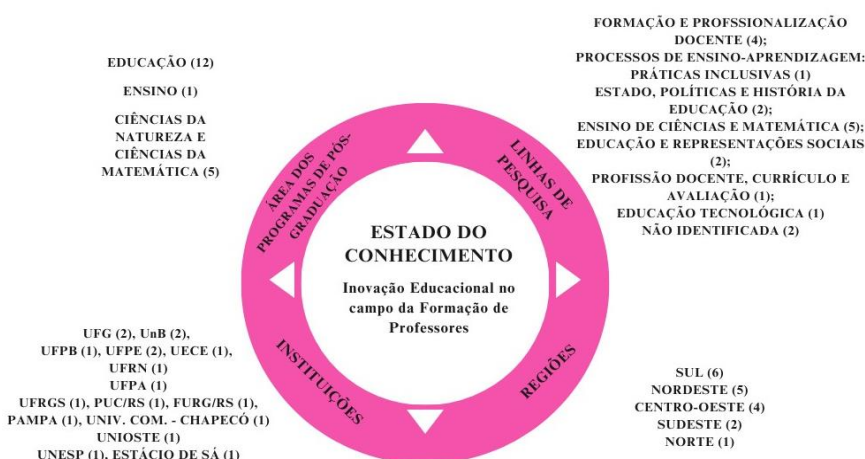 EDUCAÇÃO (12)
ENSINO (1)
CIÊNCIAS DA
NATUREZA E
CIÊNCIAS DA
MATEMÁTICA (5)
FORMAÇÃO E PROFSSIONALIZAÇÃO
DOCENTE (4);
PROCESSOS DE ENSINO-APRENDIZAGEM:
PRÁTICAS INCLUSIVAS (1)
ESTADO, POLÍTICAS E HISTÓRIA DA
EDUCAÇÃO (2);
ENSINO DE CIÊNCIAS E MATEMÁTICA (5);
EDUCAÇÃO E REPRESENTAÇÕES SOCIAIS
(2);
PROFISSÃO DOCENTE, CURRÍCULO E
AVALIAÇÃO (1);
EDUCAÇÃO TECNOLÓGICA (1)
NÃO IDENTIFICADA (2)
ÁREA DOS
PROGRAMAS DE PÓS-
GRADUAÇÃO
LINHAS DE
PESQUISA
ESTADO DO
CONHECIMENTO
Inovação Educacional no
campo da Formação de
Professores
INSTITUIÇÕES
REGIÕES
UFG (2), UnB (2),
UFPB (1), UFPE (2), UECE (1),
UFRN (1)
UFPA (1)
UFRGS (1), PUC/RS (1), FURG/RS (1),
PAMPA (1), UNIV. COM. - CHAPECÓ (1)
UNIOSTE (1)
UNESP (1), ESTÁCIO DE SÁ (1)
SUL (6)
NORDESTE (5)
CENTRO-OESTE (4)
SUDESTE (2)
NORTE (1)